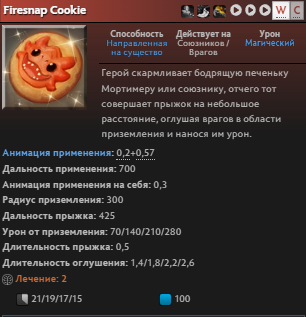 Firesnap Cookie W C
Способность Действует на Урон
Направленная на существо Союзников / Врагов Магический
Герой скармливает бодрящую печеньку
Мортимеру или союзнику, отчего тот
совершает прыжок на небольшое
расстояние, оглушая врагов в области
приземления и нанося им урон.
Анимация применения: 0,2+0,57
Дальность применения: 700
Анимация применения на себя: 0,3
Радиус приземления: 300
Дальность прыжка: 425
Урон от приземления: 70/140/210/280
Длительность прыжка: 0,5
Длительность оглушения: 1,4/1,8/2,2/2,6
Лечение: 2
21/19/17/15 100